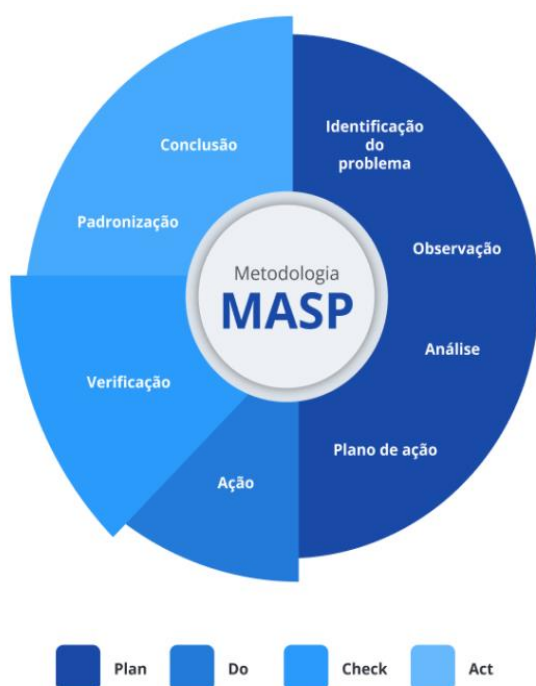 Identificação
do
problema
Observação
Análise
Plano de ação
Ação
Verificação
Padronização
Conclusão
Metodologia
MASP
Plan
Do
Check
Act